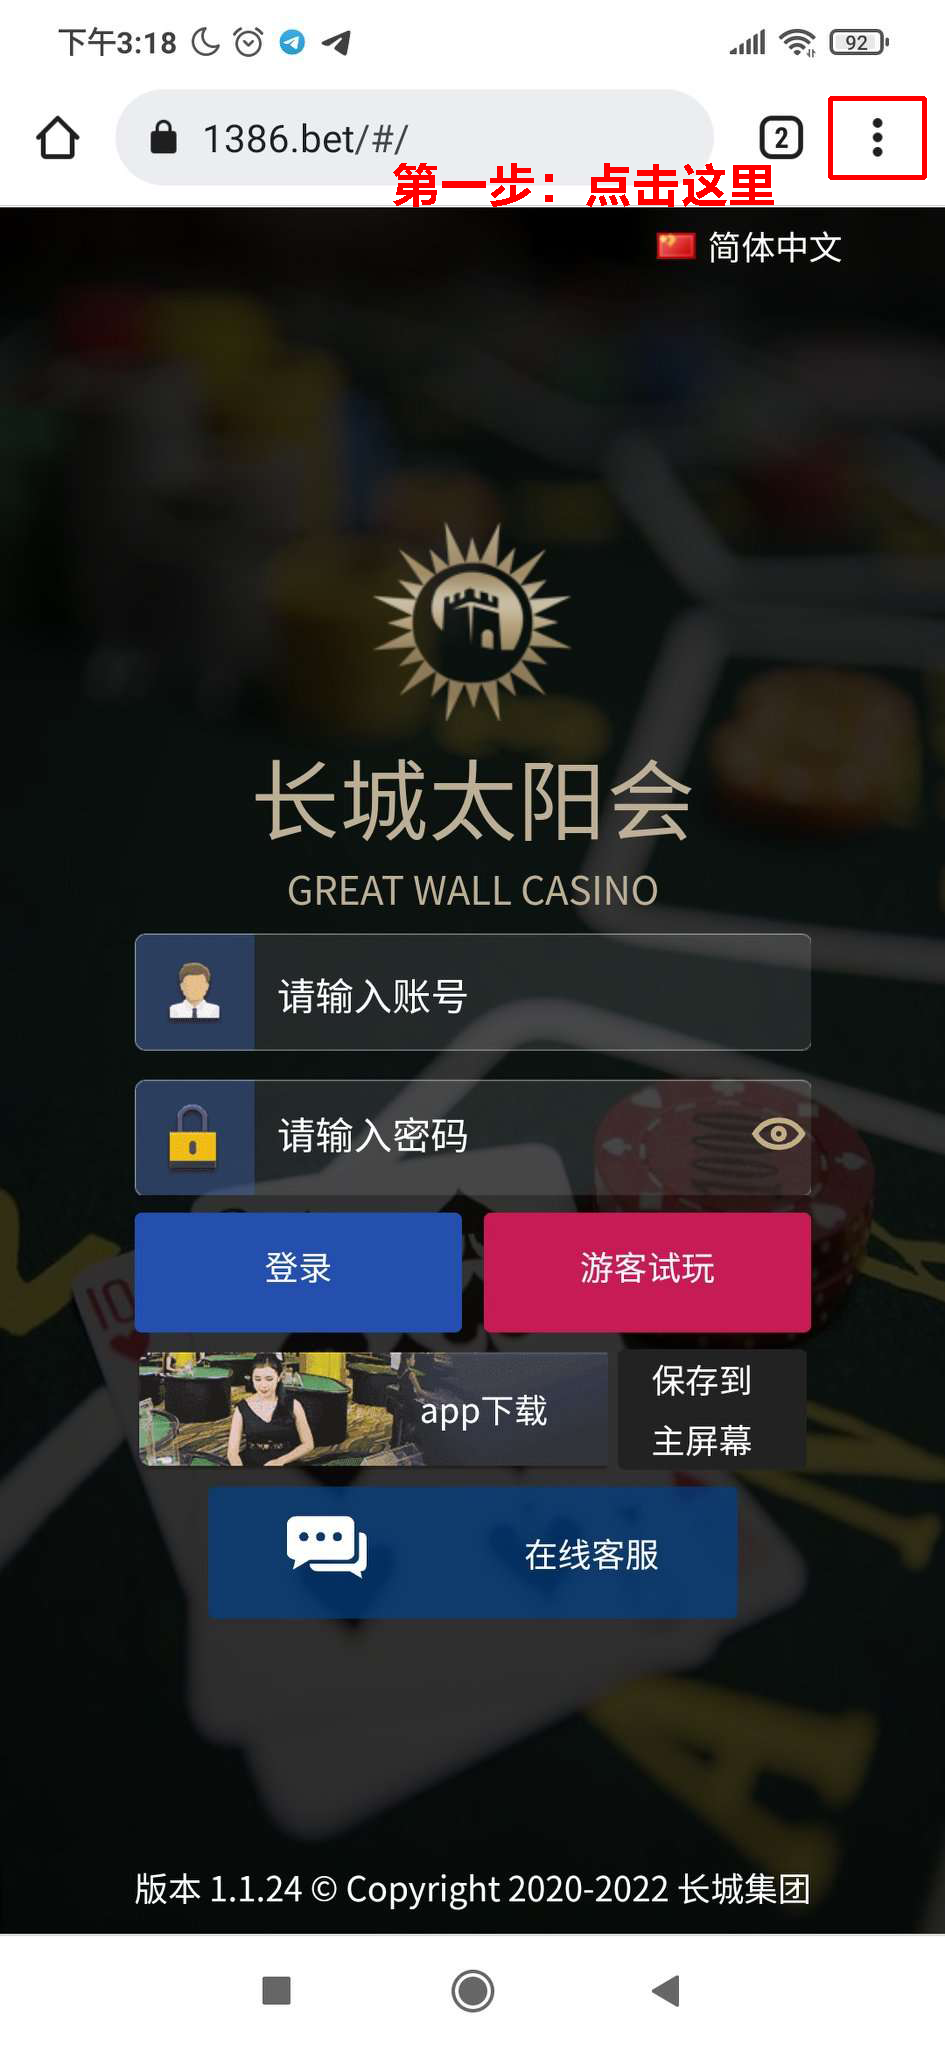 下午3:18
92
1386.bet/#/
2
第一步：点击这里
简体中文
长城太阳会
GREAT WALL CASINO
请输入账号
请输入密码
登录
游客试玩
app下载
保存到
主屏幕
在线客服
版本 1.1.24 © Copyright 2020-2022 长城集团